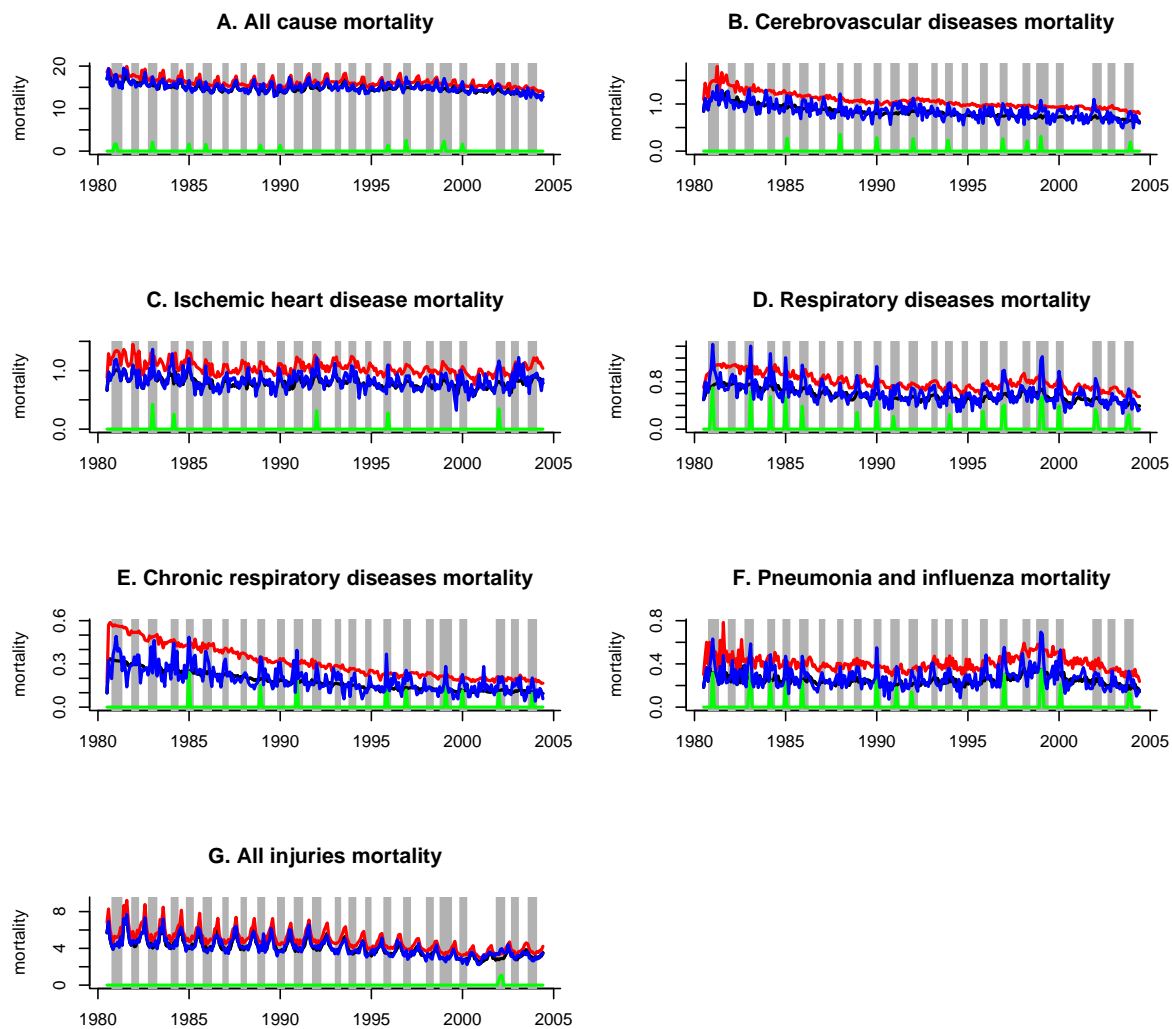 A. All cause mortality
mortality
0 10 20
1980 1985 1990 1995 2000 2005
B. Cerebrovascular diseases mortality
mortality
0.0 1.0
1980 1985 1990 1995 2000 2005
C. Ischemic heart disease mortality
mortality
0.0 1.0
1980 1985 1990 1995 2000 2005
D. Respiratory diseases mortality
mortality
0.0 0.8
1980 1985 1990 1995 2000 2005
E. Chronic respiratory diseases mortality
mortality
0.0 0.3 0.6
1980 1985 1990 1995 2000 2005
F. Pneumonia and influenza mortality
mortality
0.0 0.4 0.8
1980 1985 1990 1995 2000 2005
G. All injuries mortality
mortality
0 4 8
1980 1985 1990 1995 2000 2005